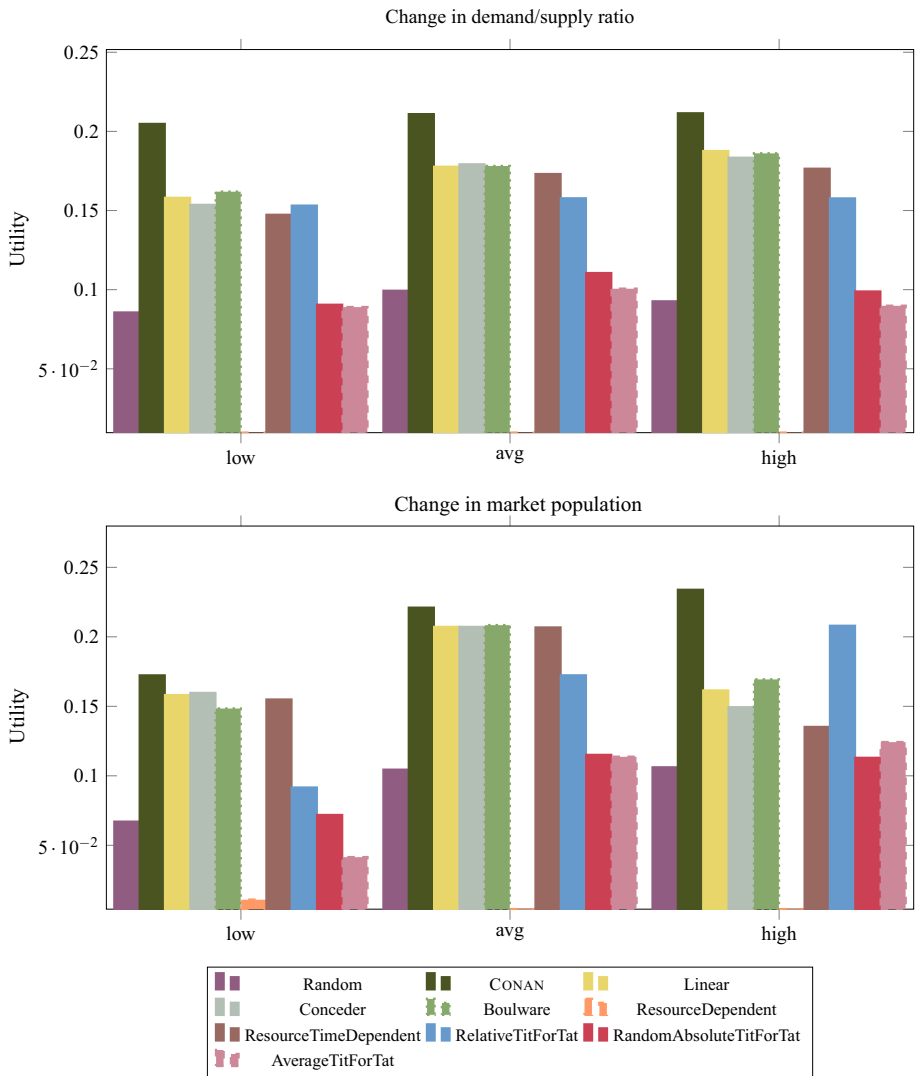 Change in demand/supply ratio
0.25
0.2
0.15
0.1
5 · 10⁻²
Utility
low avg high
Change in market population
0.25
0.2
0.15
0.1
5 · 10⁻²
Utility
low avg high
Random CONAN Linear
Conceder Boulware ResourceDependent
ResourceTimeDependent RelativeTitForTat RandomAbsoluteTitForTat
AverageTitForTat